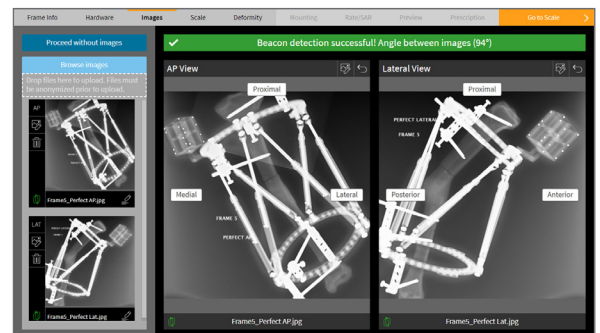 Frame Info
Hardware
Images
Scale
Deformity
Mounting
Rate/SAR
Preview
Prescription
Go to Scale
Proceed without images
Browse images
Drop files here to upload. Files must
be anonymized prior to upload.
AP
Frame5_Perfect AP.jpg
LAT
Frame5_Perfect Lat.jpg
Beacon detection successful! Angle between images (94°)
AP View
Proximal
Medial
Lateral
FRAME 5
PERFECT AP
Frame5_Perfect AP.jpg
Lateral View
Proximal
PERFECT LATERAL
FRAME 5
Posterior
Anterior
Frame5_Perfect Lat.jpg